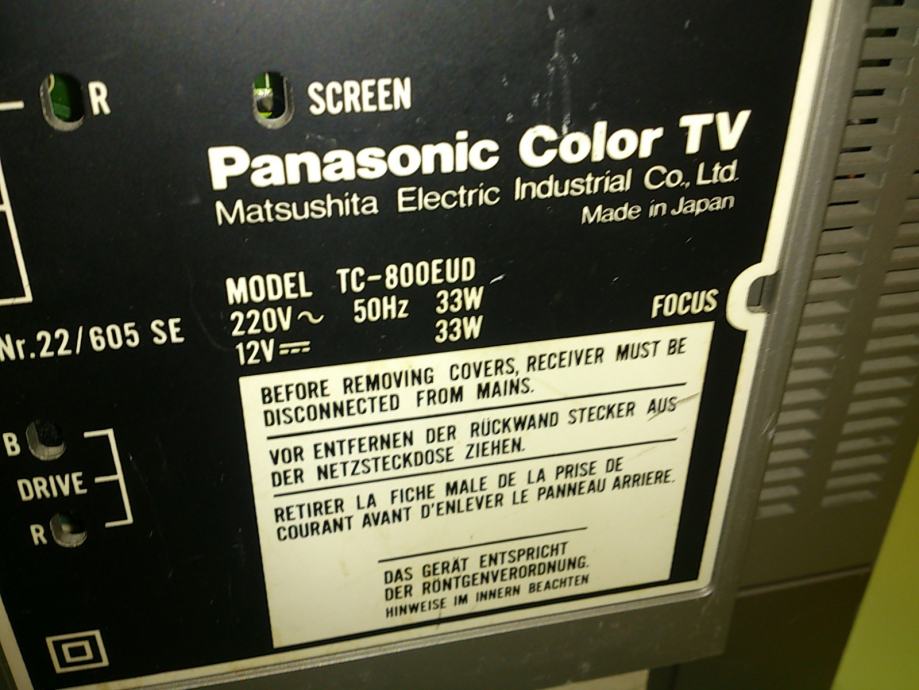 R
SCREEN
Panasonic Color TV
Matsushita Electric Industrial Co., Ltd.
Made in Japan
MODEL TC-800EUD
220V~ 50Hz 33W
12V⎓ 33W
FOCUS
Nr.22/605 SE
BEFORE REMOVING COVERS, RECEIVER MUST BE
DISCONNECTED FROM MAINS.
VOR ENTFERNEN DER RÜCKWAND STECKER AUS
DER NETZSTECKDOSE ZIEHEN.
RETIRER LA FICHE MALE DE LA PRISE DE
COURANT AVANT D'ENLEVER LE PANNEAU ARRIERE.
DAS GERÄT ENTSPRICHT
DER RÖNTGENVERORDNUNG.
HINWEISE IM INNERN BEACHTEN
B
DRIVE
R